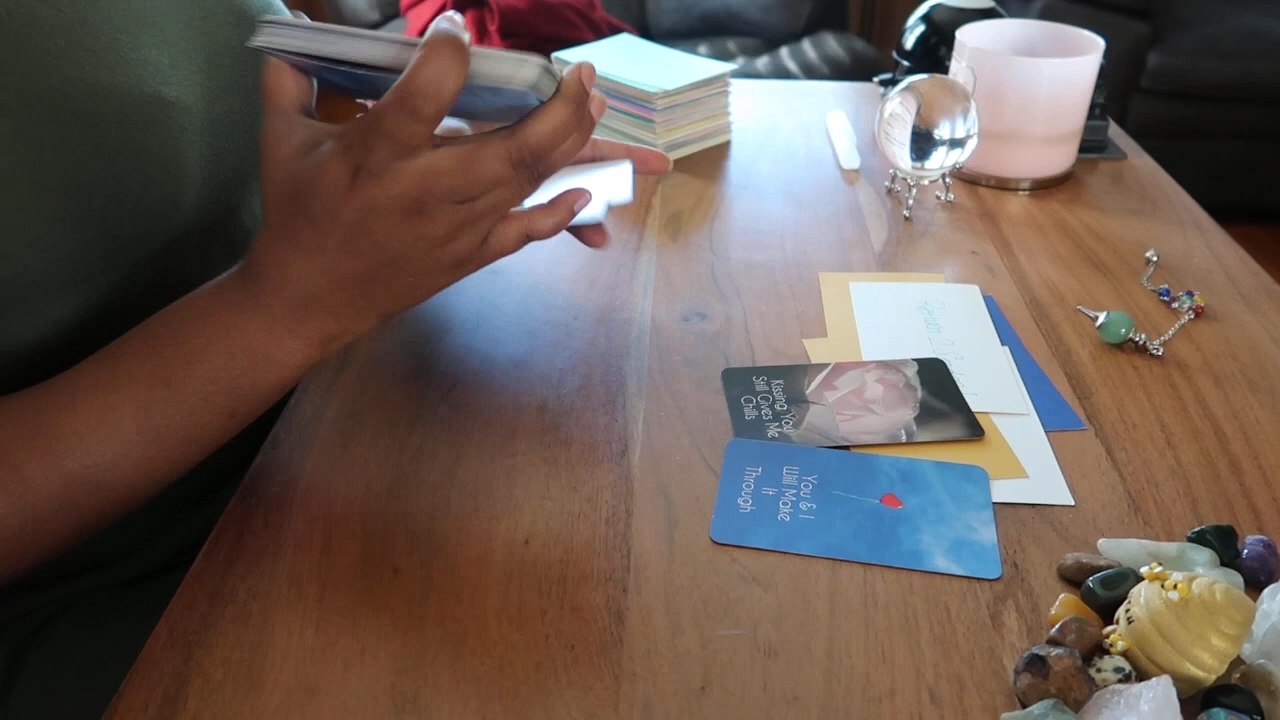 Kissing You
Still Gives Me
Chills
You & I
Will Make
It
Through